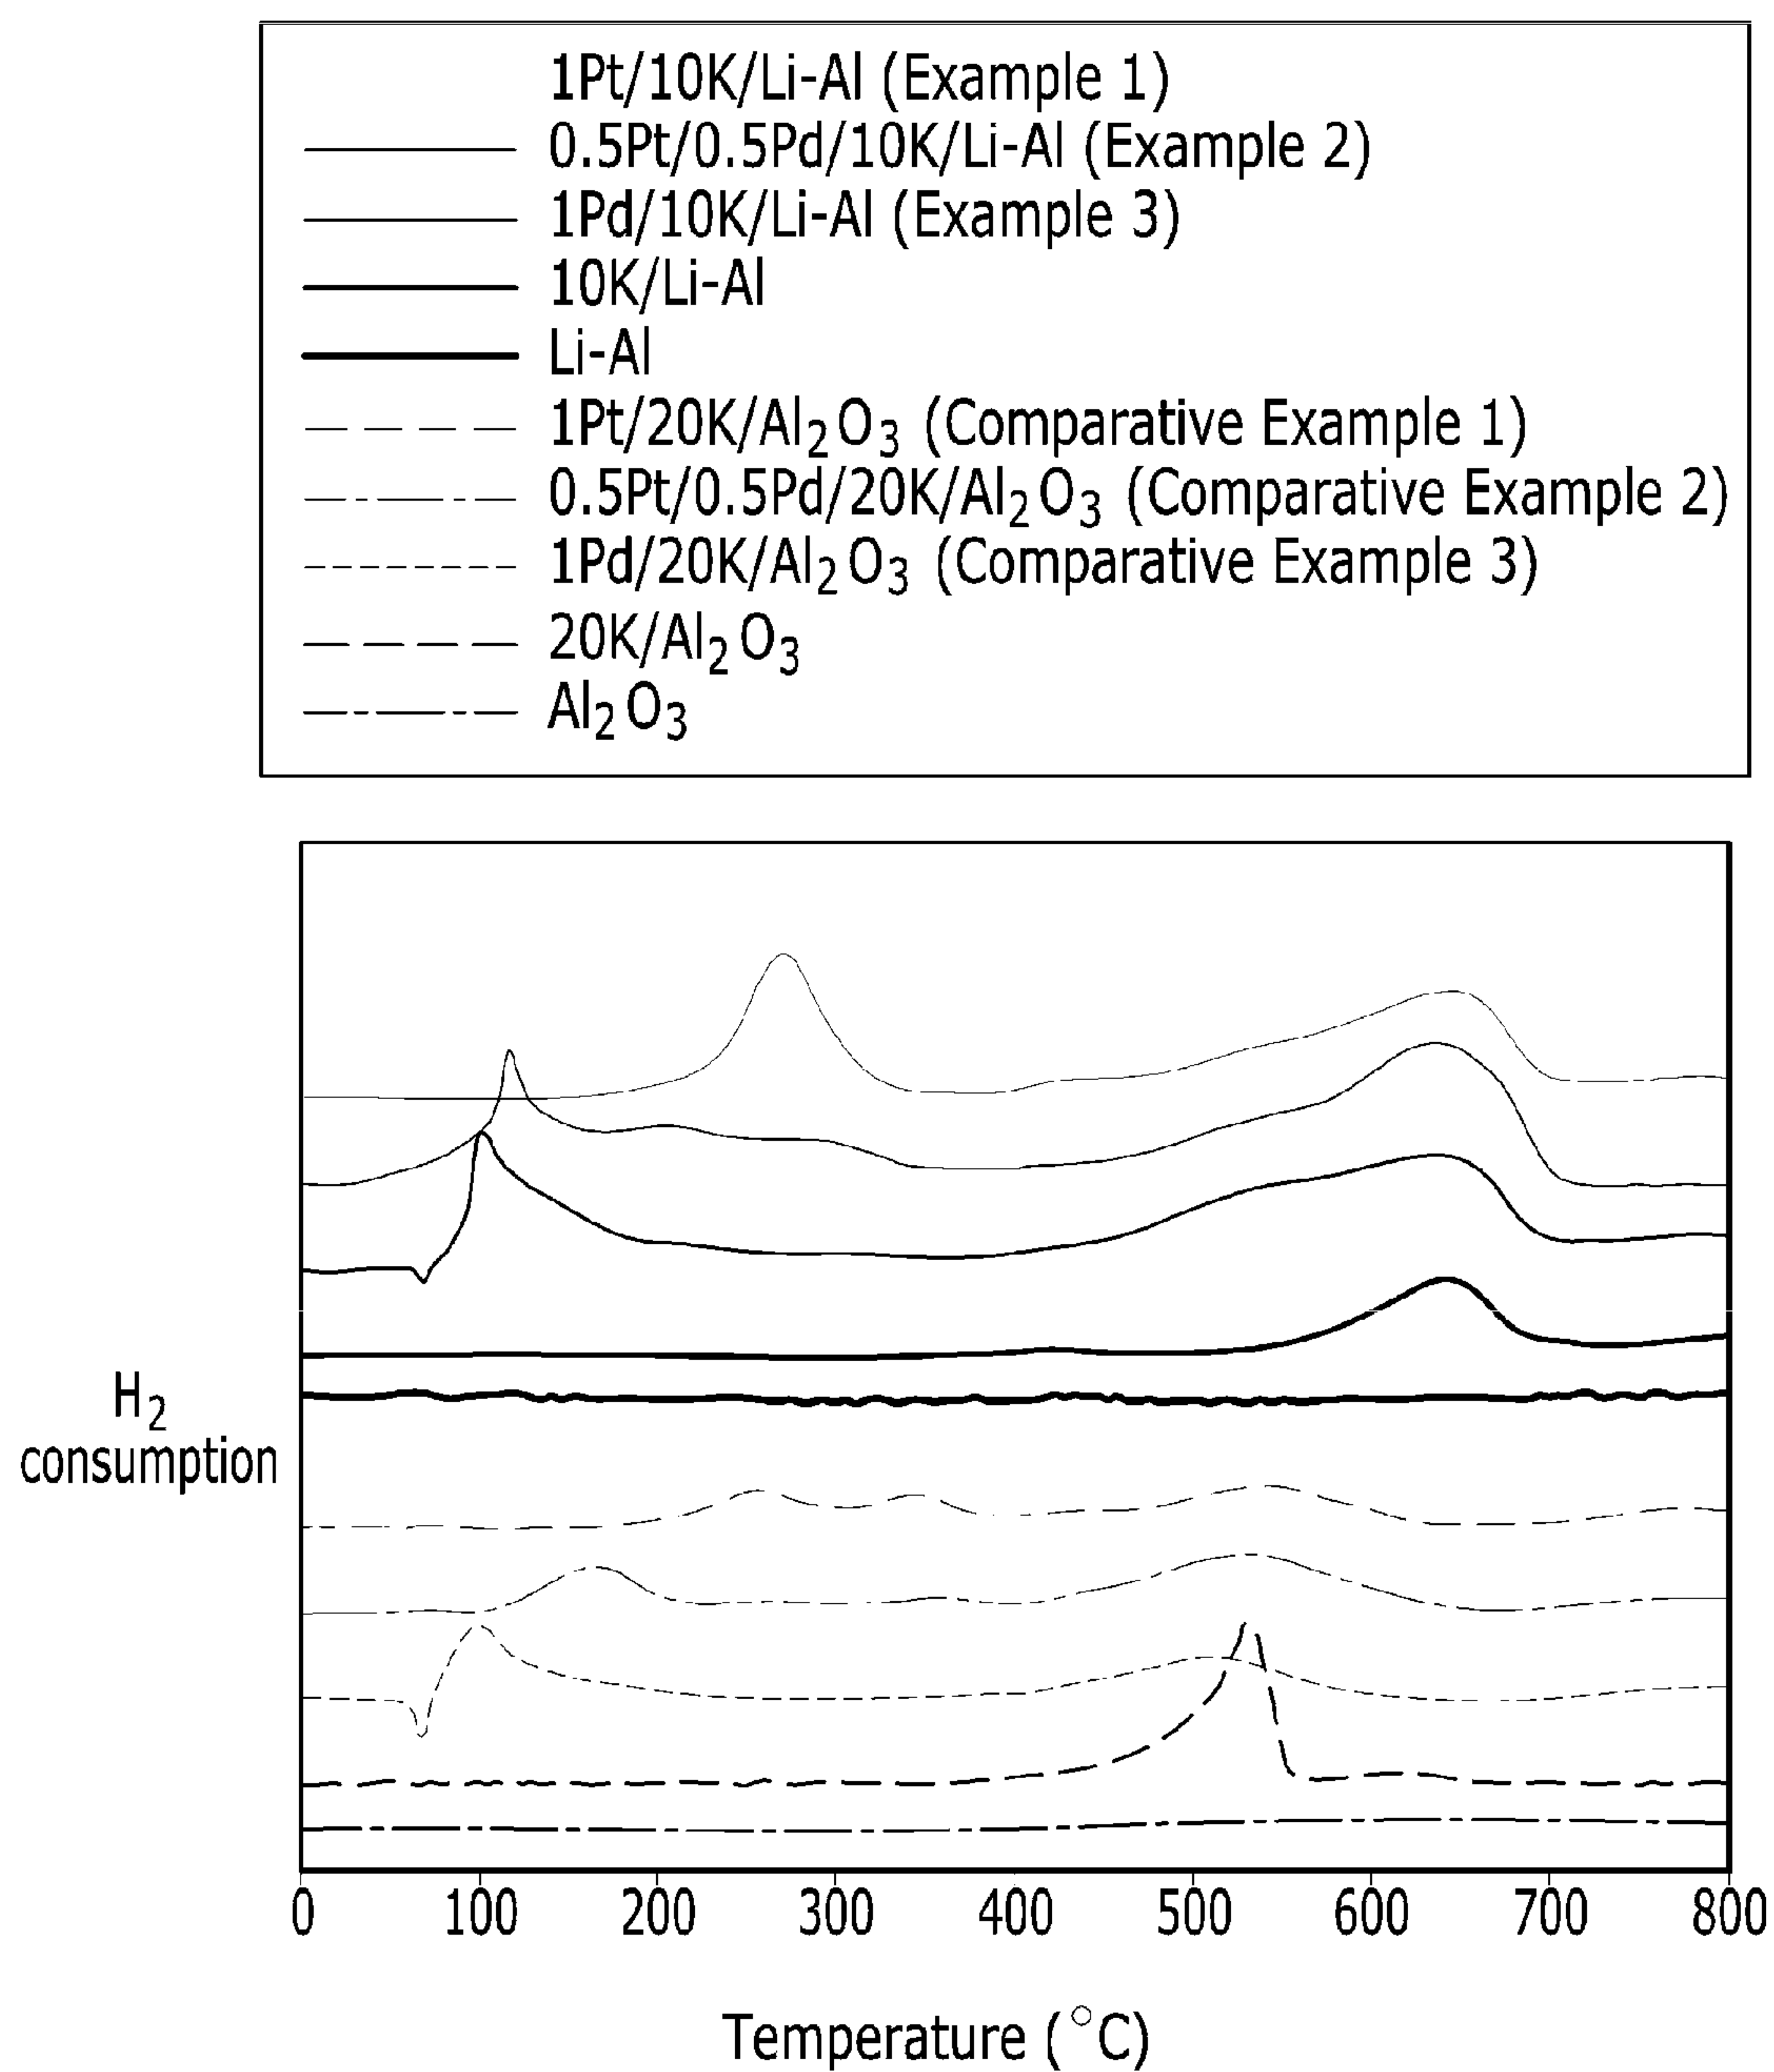 1Pt/10K/Li-Al (Example 1)
0.5Pt/0.5Pd/10K/Li-Al (Example 2)
1Pd/10K/Li-Al (Example 3)
10K/Li-Al
Li-Al
1Pt/20K/Al₂O₃ (Comparative Example 1)
0.5Pt/0.5Pd/20K/Al₂O₃ (Comparative Example 2)
1Pd/20K/Al₂O₃ (Comparative Example 3)
20K/Al₂O₃
Al₂O₃
H₂
consumption
0 100 200 300 400 500 600 700 800
Temperature (°C)